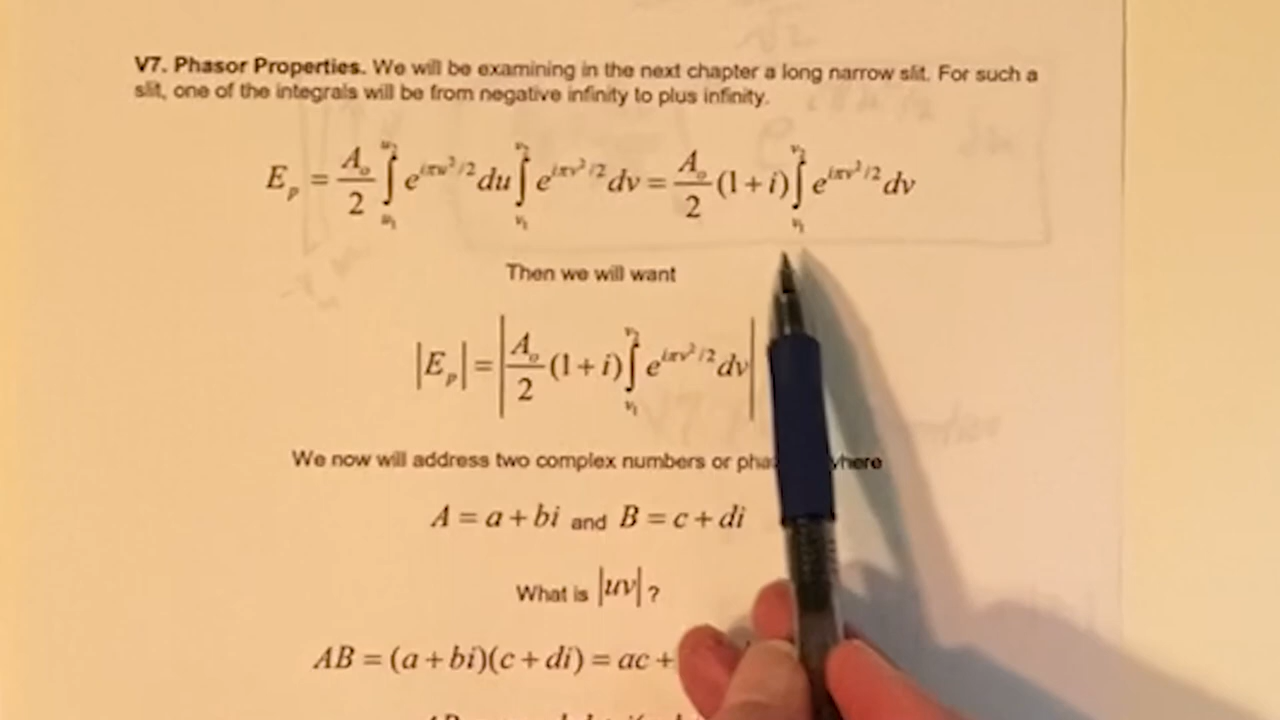 V7. Phasor Properties. We will be examining in the next chapter a long narrow slit. For such a
slit, one of the integrals will be from negative infinity to plus infinity.
E_p = A_o/2 ∫_{u_1}^{u_2} e^{iπu²/2} du ∫_{v_1}^{v_2} e^{iπv²/2} dv = A_o/2 (1+i) ∫_{v_1}^{v_2} e^{iπv²/2} dv
Then we will want
|E_p| = |A_o/2 (1+i) ∫_{v_1}^{v_2} e^{iπv²/2} dv|
We now will address two complex numbers or pha here
A = a + bi and B = c + di
What is |uv| ?
AB = (a + bi)(c + di) = ac +